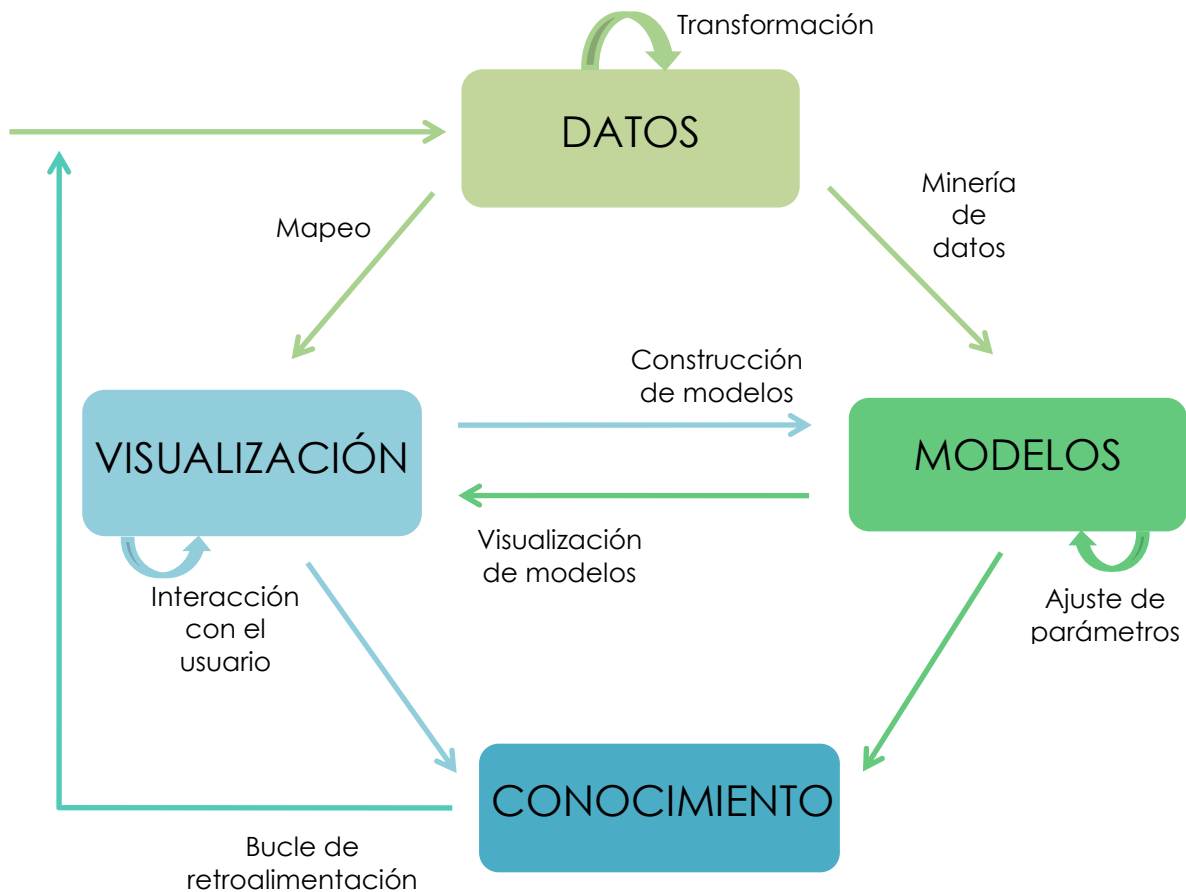 Transformación
DATOS
Minería
de
datos
Mapeo
Construcción
de modelos
VISUALIZACIÓN
MODELOS
Visualización
de modelos
Interacción
con el
usuario
Ajuste de
parámetros
CONOCIMIENTO
Bucle de
retroalimentación